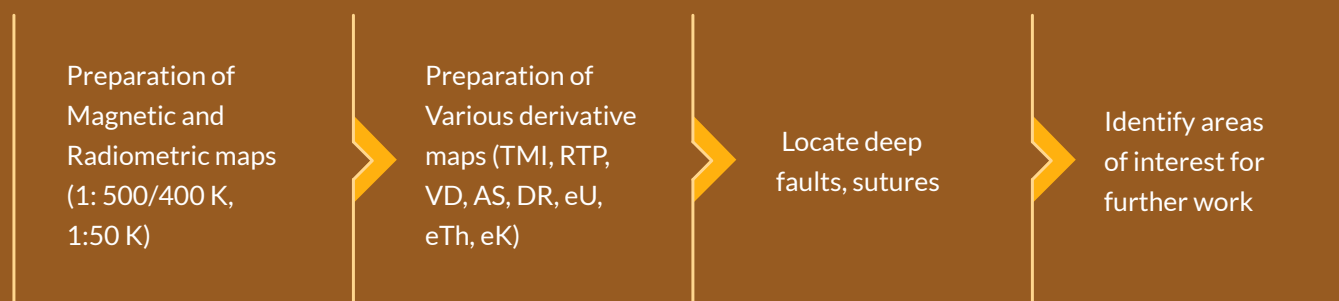 Preparation of
Magnetic and
Radiometric maps
(1: 500/400 K,
1:50 K)
Preparation of
Various derivative
maps (TMI, RTP,
VD, AS, DR, eU,
eTh, eK)
Locate deep
faults, sutures
Identify areas
of interest for
further work